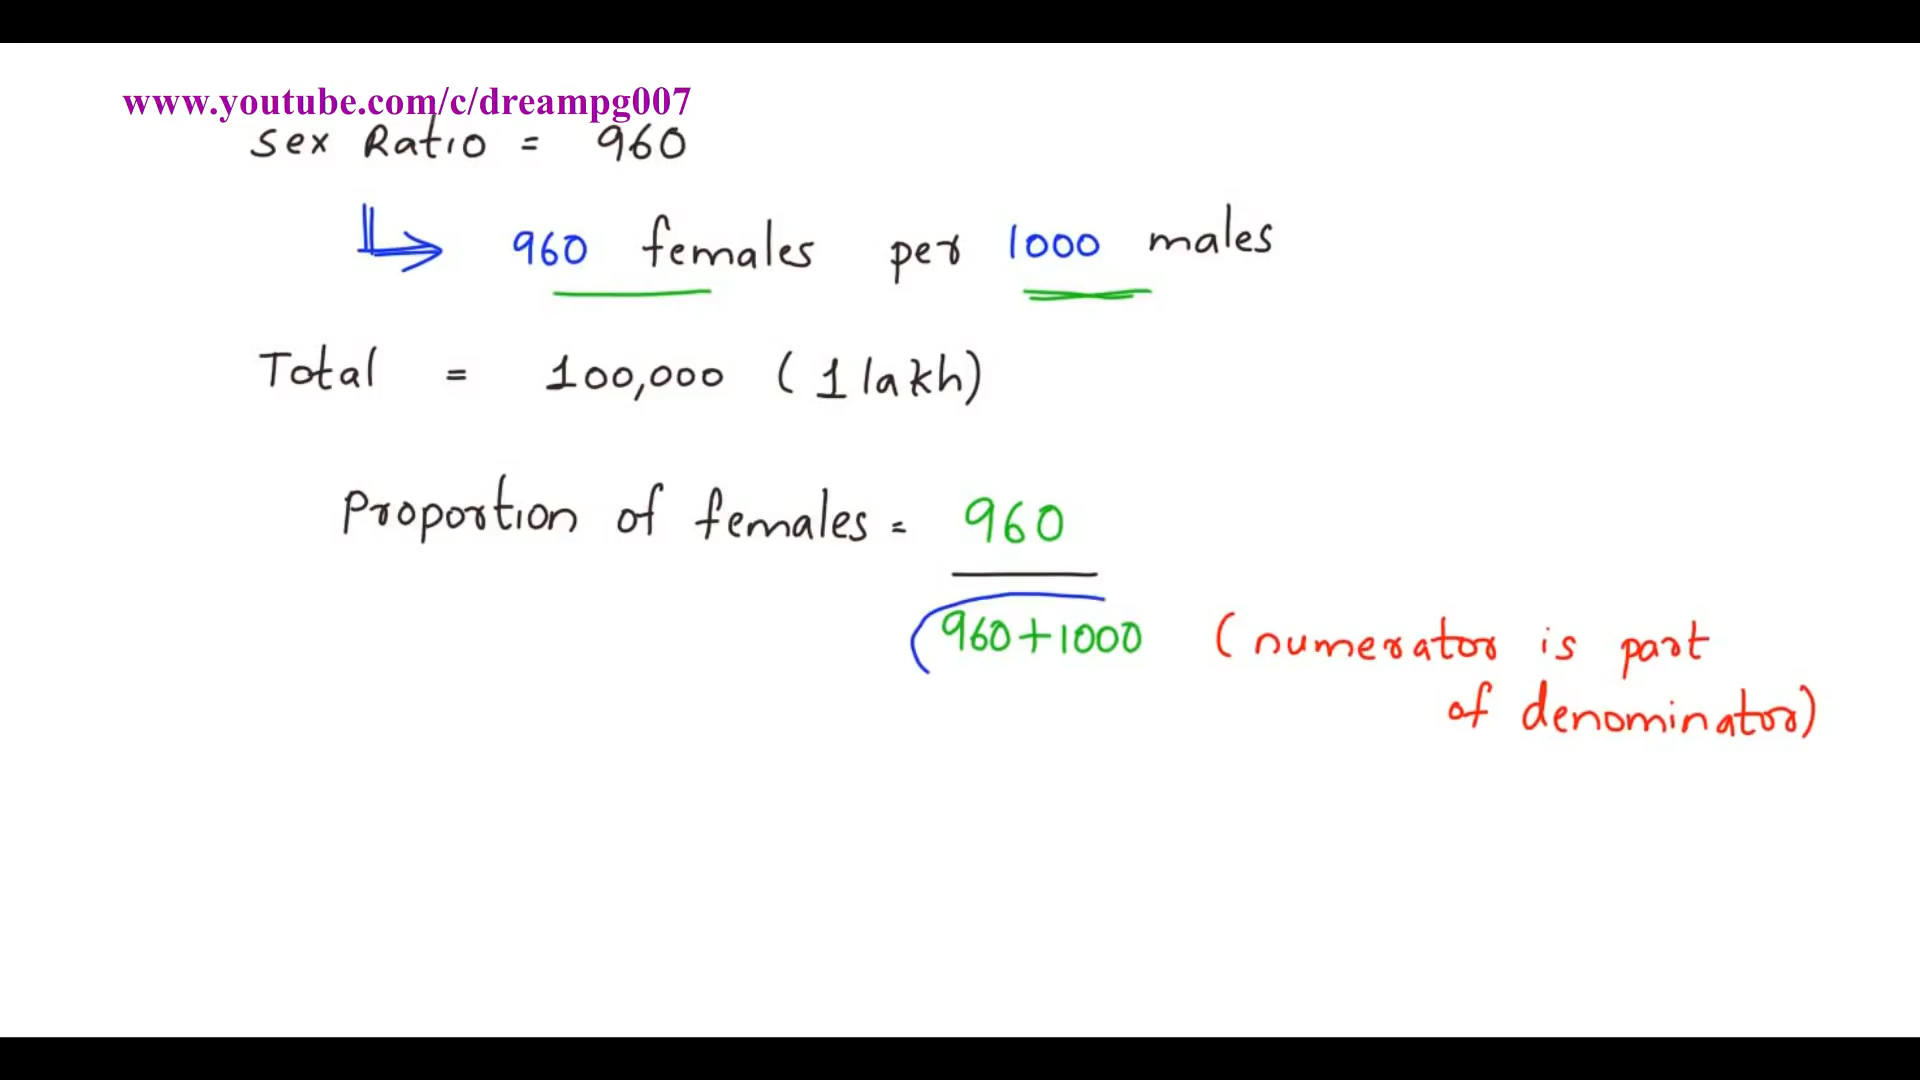 www.youtube.com/c/dreampg007
Sex Ratio = 960
960 females per 1000 males
Total = 100,000 (1 lakh)
Proportion of females = 960
960+1000 (numerator is part
of denominator)